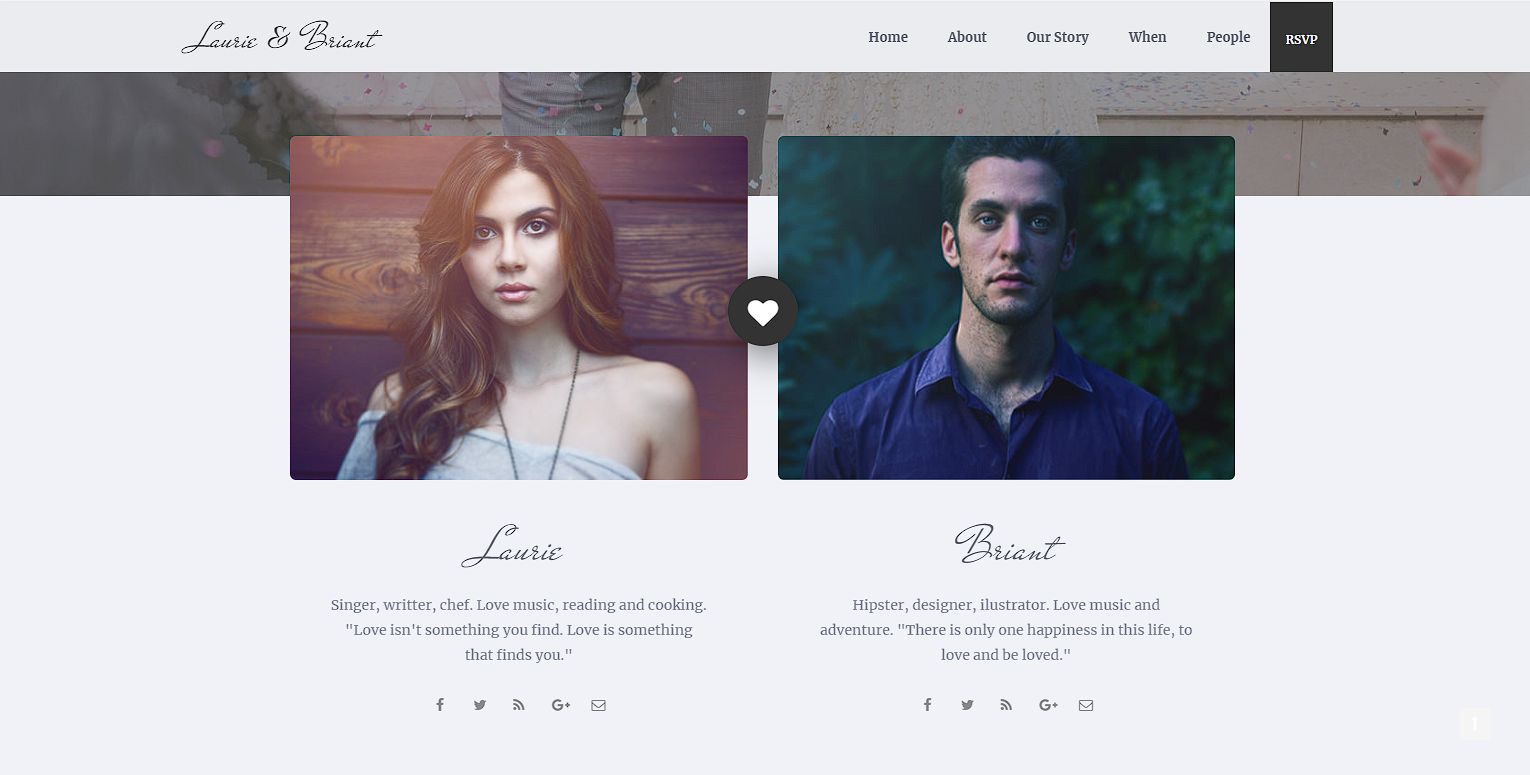 Laurie & Briant
Home About Our Story When People RSVP
Laurie
Singer, writter, chef. Love music, reading and cooking.
"Love isn't something you find. Love is something
that finds you."
Briant
Hipster, designer, ilustrator. Love music and
adventure. "There is only one happiness in this life, to
love and be loved."